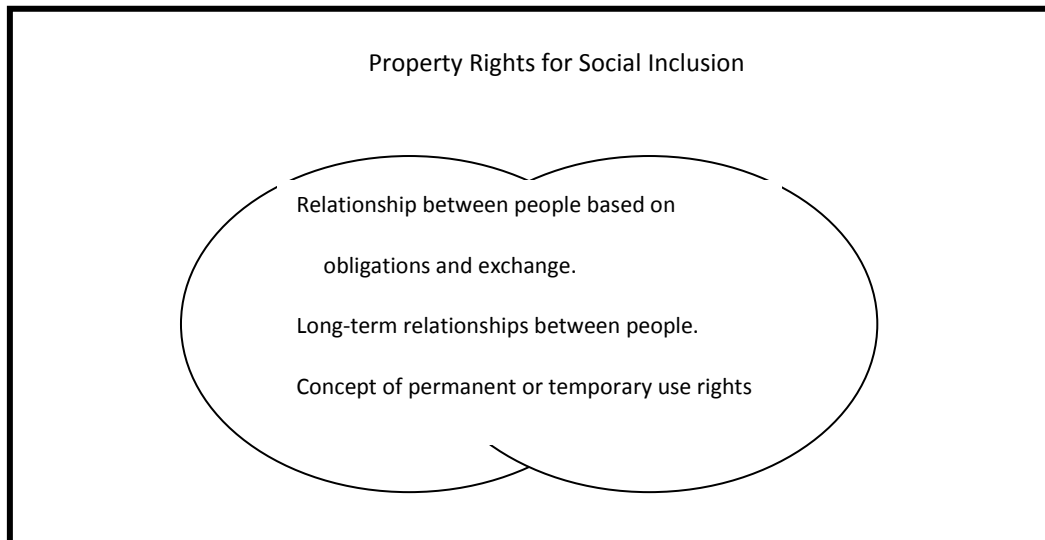 Property Rights for Social Inclusion
Relationship between people based on
obligations and exchange.
Long-term relationships between people.
Concept of permanent or temporary use rights